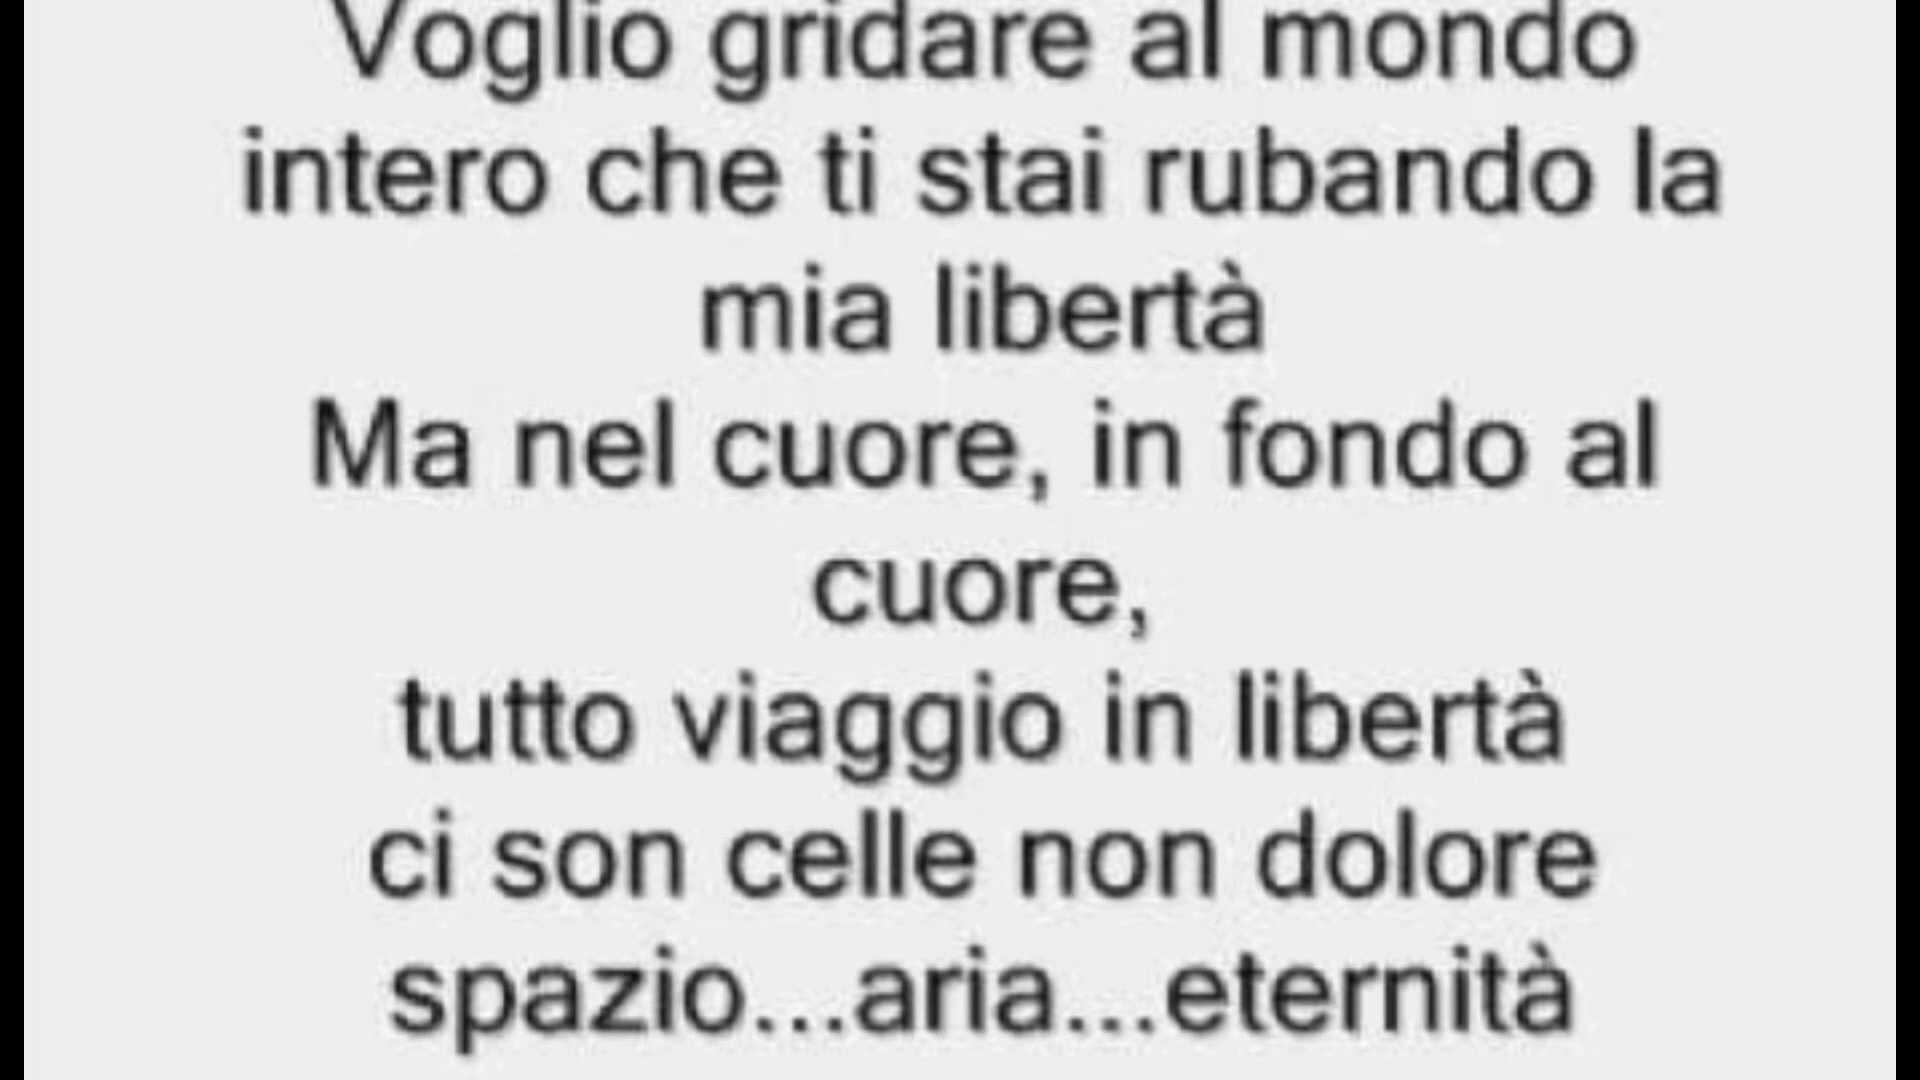 Voglio gridare al mondo
intero che ti stai rubando la
mia libertà
Ma nel cuore, in fondo al
cuore,
tutto viaggio in libertà
ci son celle non dolore
spazio...aria...eternità